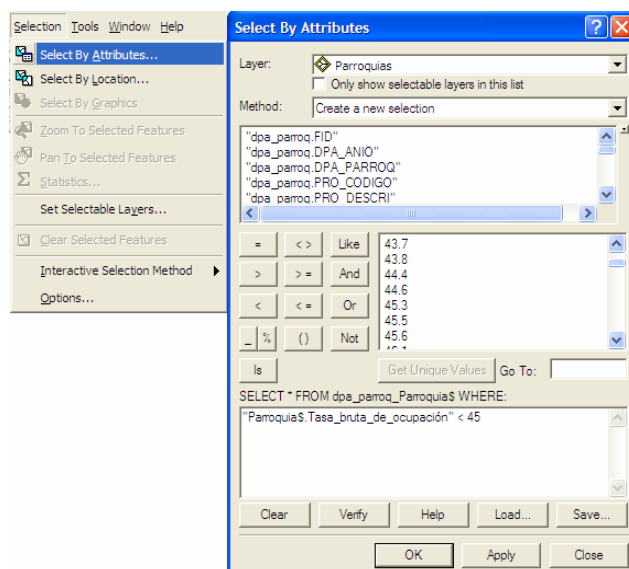 Selection Tools Window Help
Select By Attributes...
Select By Location...
Select By Graphics
Zoom To Selected Features
Pan To Selected Features
Statistics...
Set Selectable Layers...
Clear Selected Features
Interactive Selection Method
Options...
Select By Attributes
Layer: Parroquias
Only show selectable layers in this list
Method: Create a new selection
"dpa_parroq.FID"
"dpa_parroq.DPA_ANIO"
"dpa_parroq.DPA_PARROQ"
"dpa_parroq.PRO_CODIGO"
"dpa_parroq.PRO_DESCRI"
= < > Like
> > = And
< < = Or
_ % ( ) Not
Is
43.7
43.8
44.4
44.6
45.3
45.5
45.6
46.1
Get Unique Values Go To:
SELECT * FROM dpa_parroq_Parroquia$ WHERE:
"Parroquia$.Tasa_bruta_de_ocupación" < 45
Clear Verify Help Load... Save...
OK Apply Close